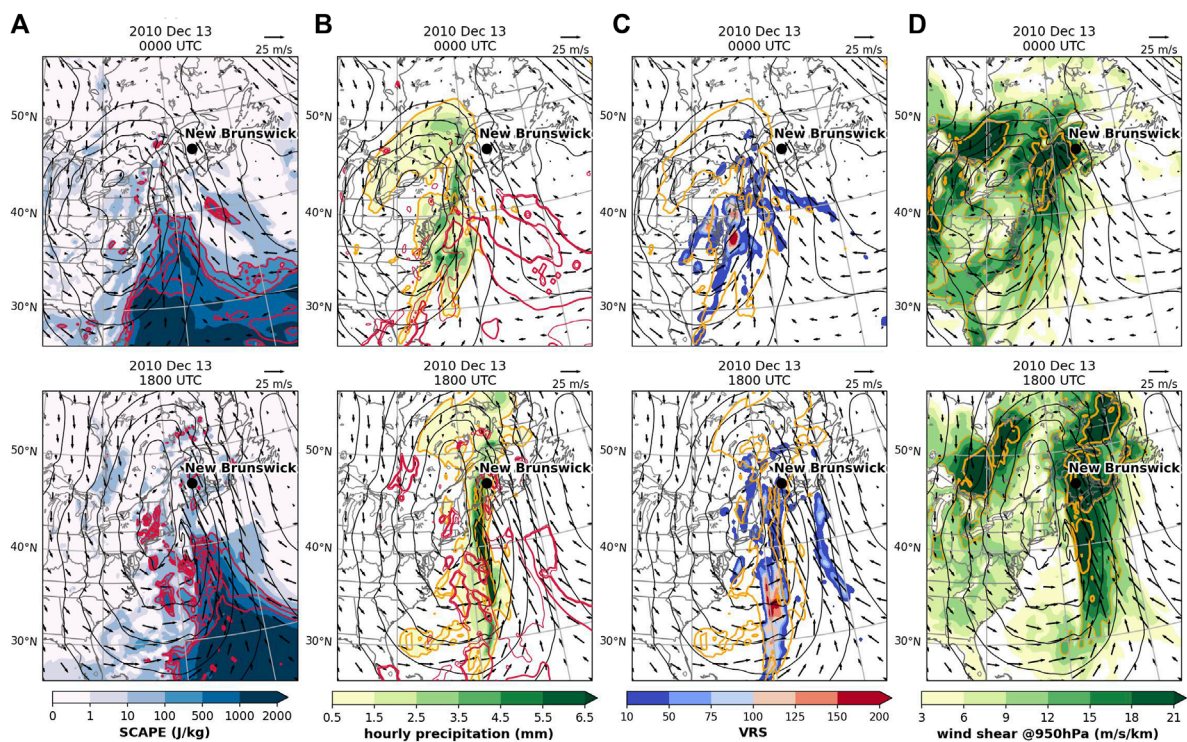 A
B
C
D
2010 Dec 13
0000 UTC
25 m/s
2010 Dec 13
0000 UTC
25 m/s
2010 Dec 13
0000 UTC
25 m/s
2010 Dec 13
0000 UTC
25 m/s
50°N
40°N
30°N
New Brunswick
50°N
40°N
30°N
New Brunswick
50°N
40°N
30°N
New Brunswick
50°N
40°N
30°N
New Brunswick
2010 Dec 13
1800 UTC
25 m/s
2010 Dec 13
1800 UTC
25 m/s
2010 Dec 13
1800 UTC
25 m/s
2010 Dec 13
1800 UTC
25 m/s
50°N
40°N
30°N
New Brunswick
50°N
40°N
30°N
New Brunswick
50°N
40°N
30°N
New Brunswick
50°N
40°N
30°N
New Brunswick
0 1 10 100 500 1000 2000
SCAPE (J/kg)
0.5 1.5 2.5 3.5 4.5 5.5 6.5
hourly precipitation (mm)
10 50 75 100 125 150 200
VRS
3 6 9 12 15 18 21
wind shear @950hPa (m/s/km)